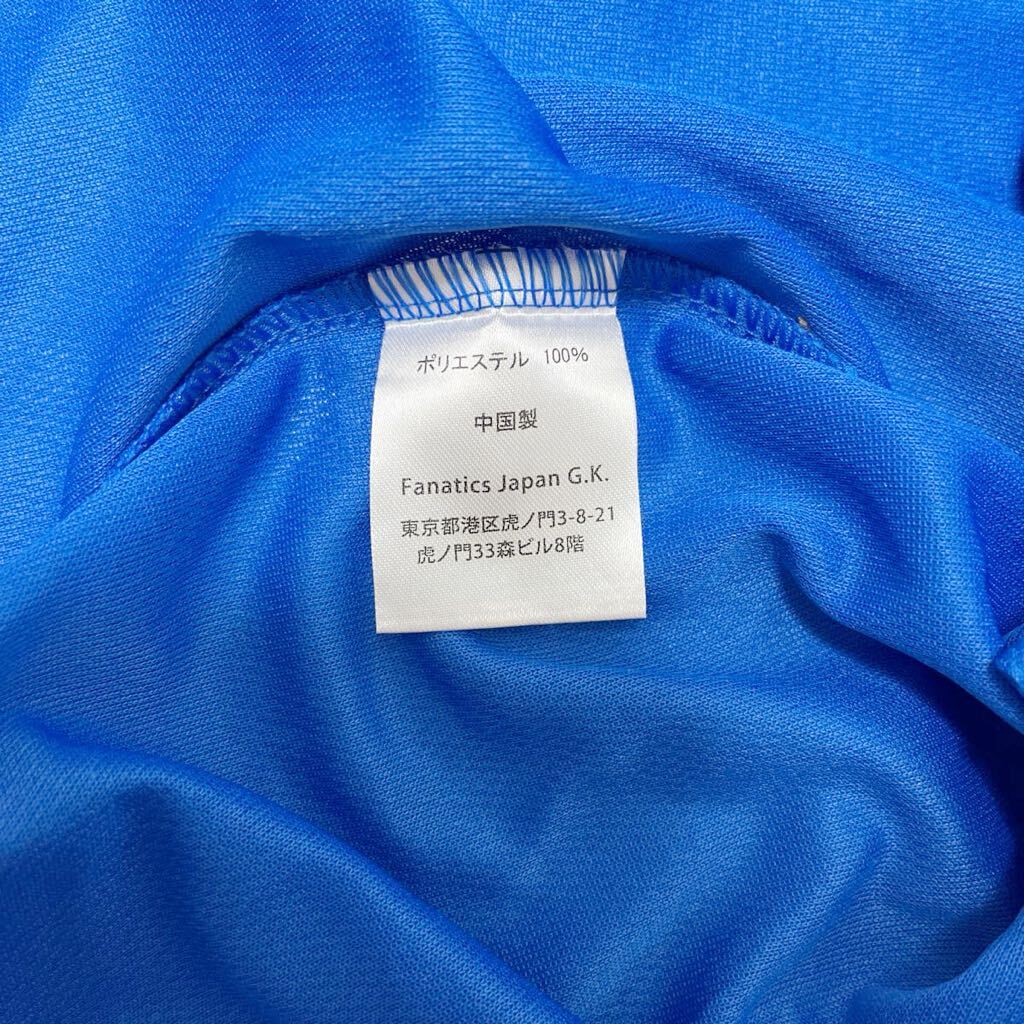 ポリエステル 100%
中国製
Fanatics Japan G.K.
東京都港区虎ノ門3-8-21
虎ノ門33森ビル8階